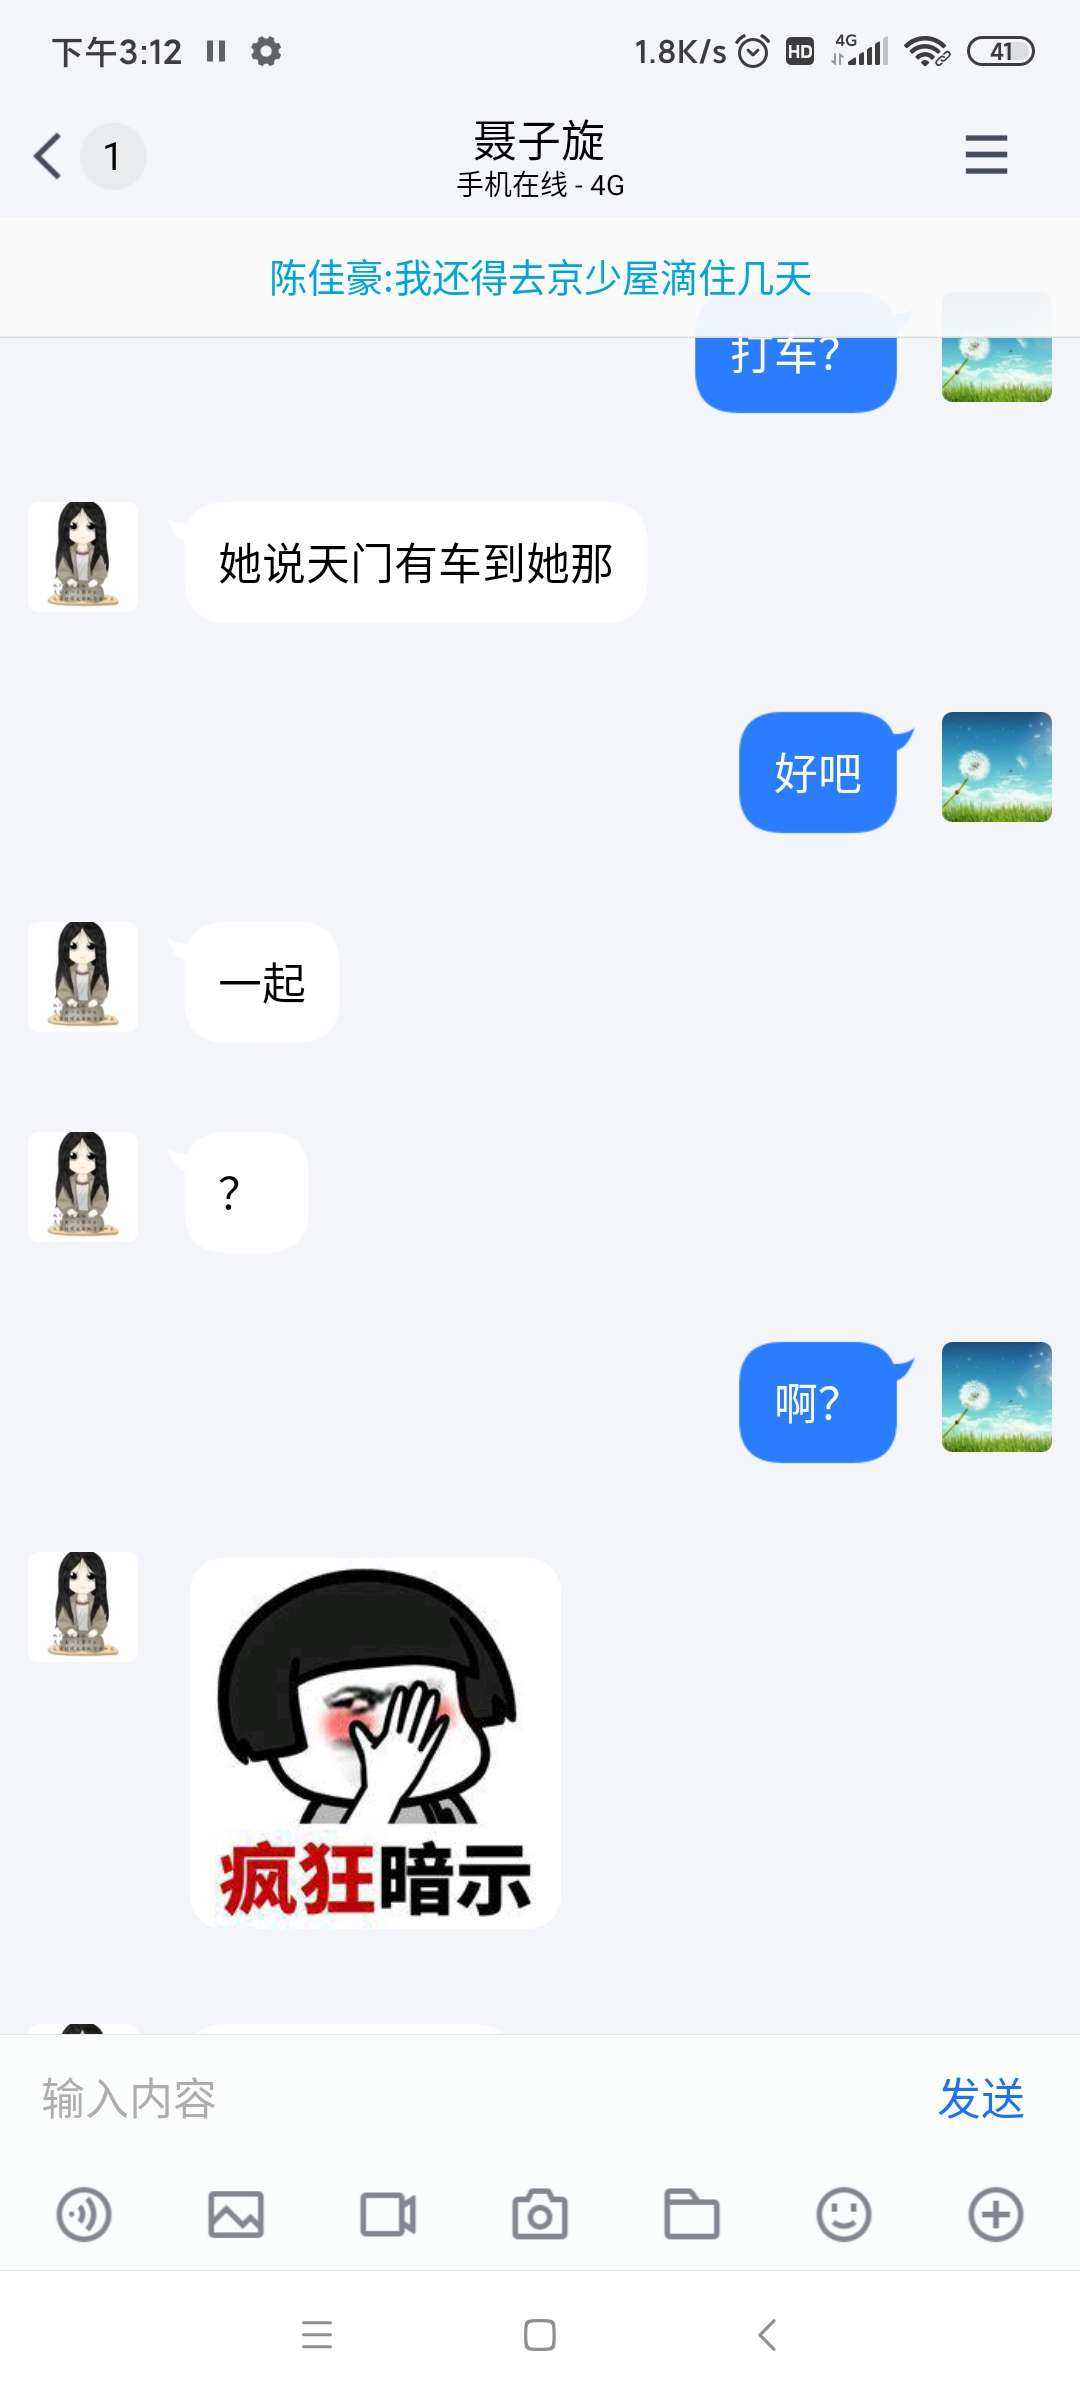 下午3:12
1.8K/s
HD
4G
41
1
聂子旋
手机在线 - 4G
陈佳豪:我还得去京少屋滴住几天
打车？
她说天门有车到她那
好吧
一起
？
啊？
疯狂暗示
输入内容
发送